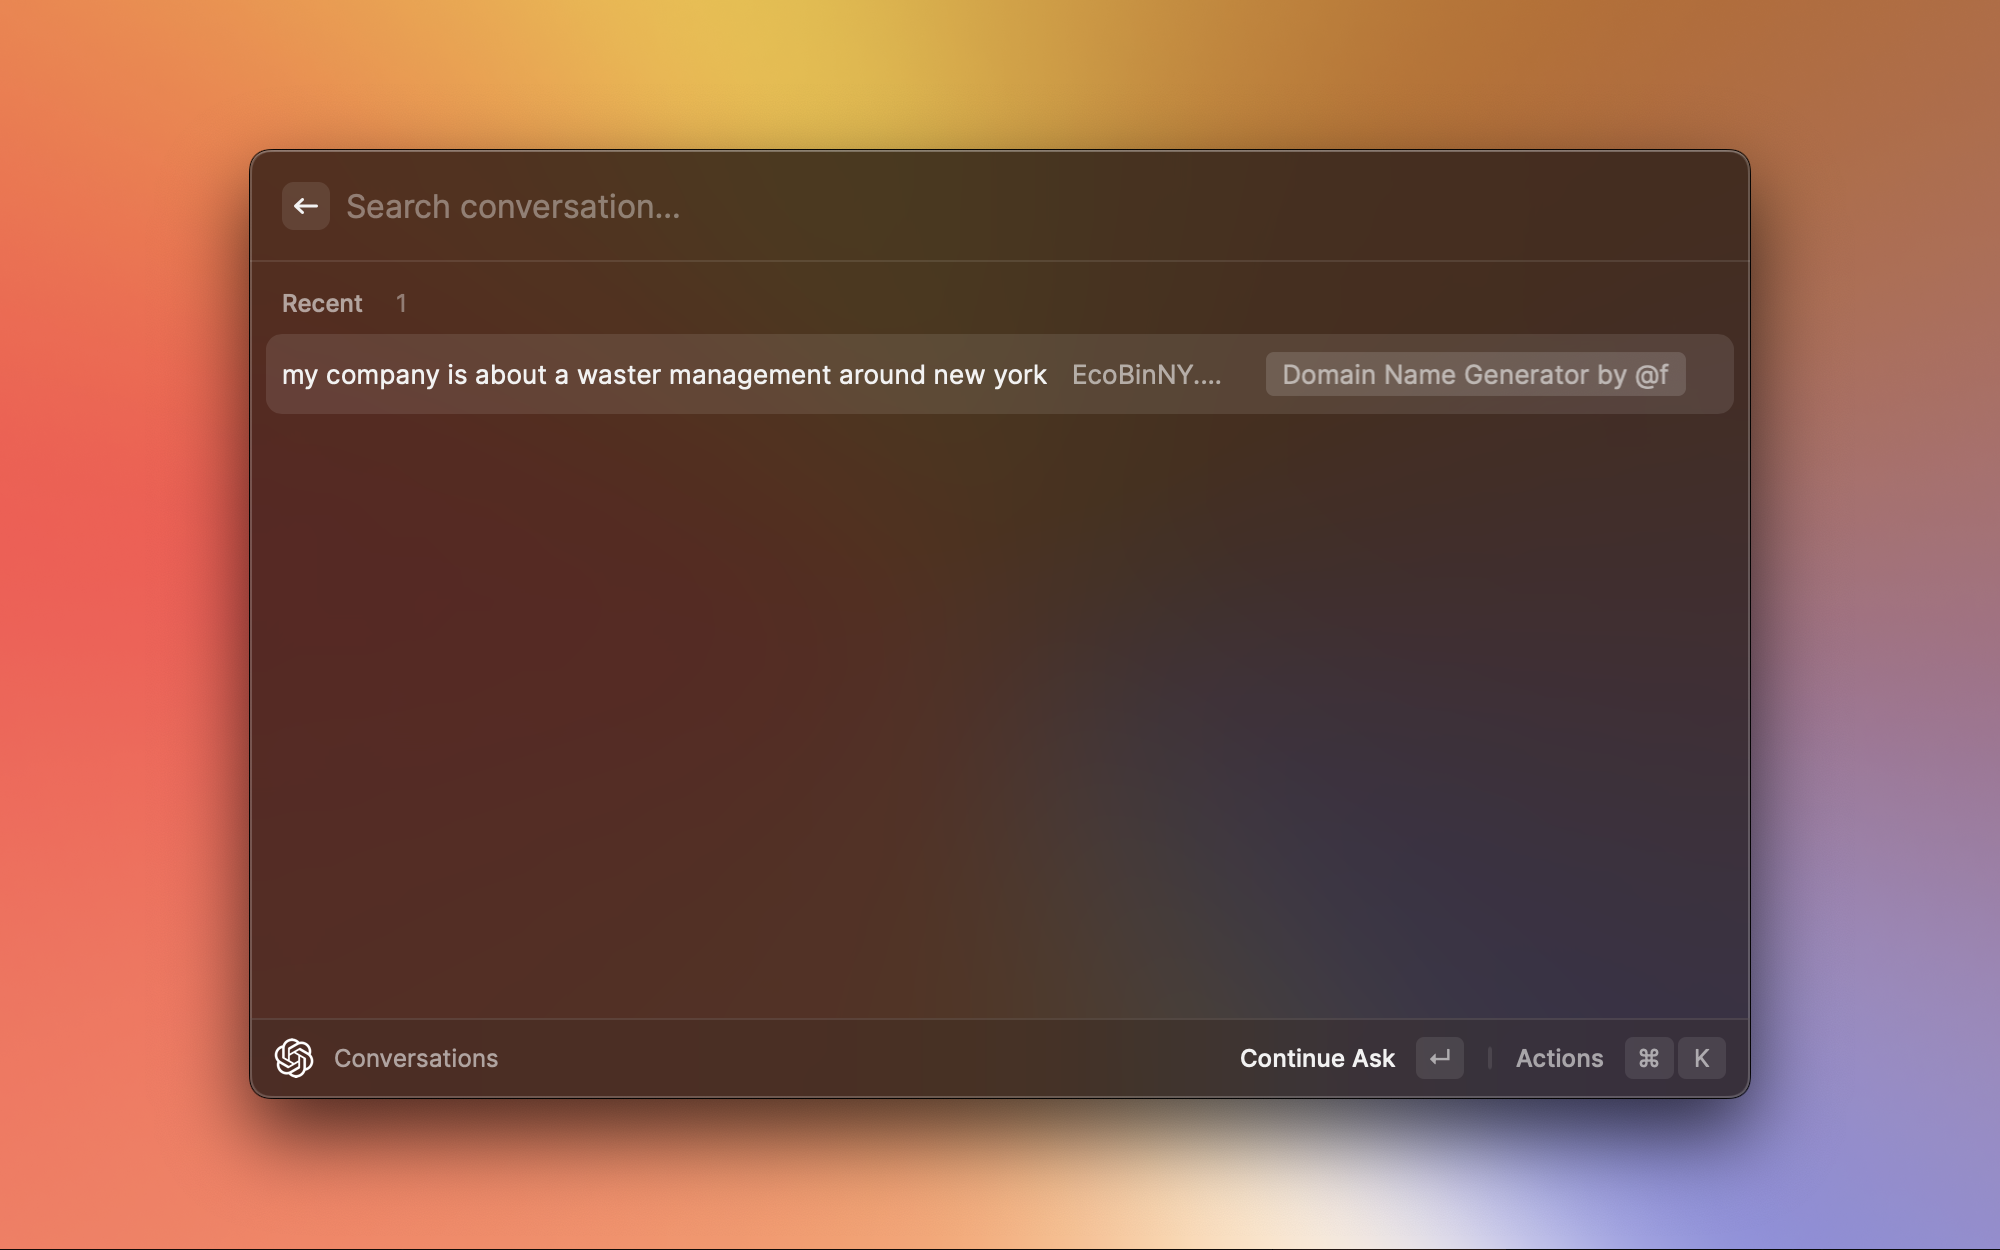 Search conversation...
Recent 1
my company is about a waster management around new york EcoBinNY.... Domain Name Generator by @f
Conversations Continue Ask ↵ Actions ⌘ K